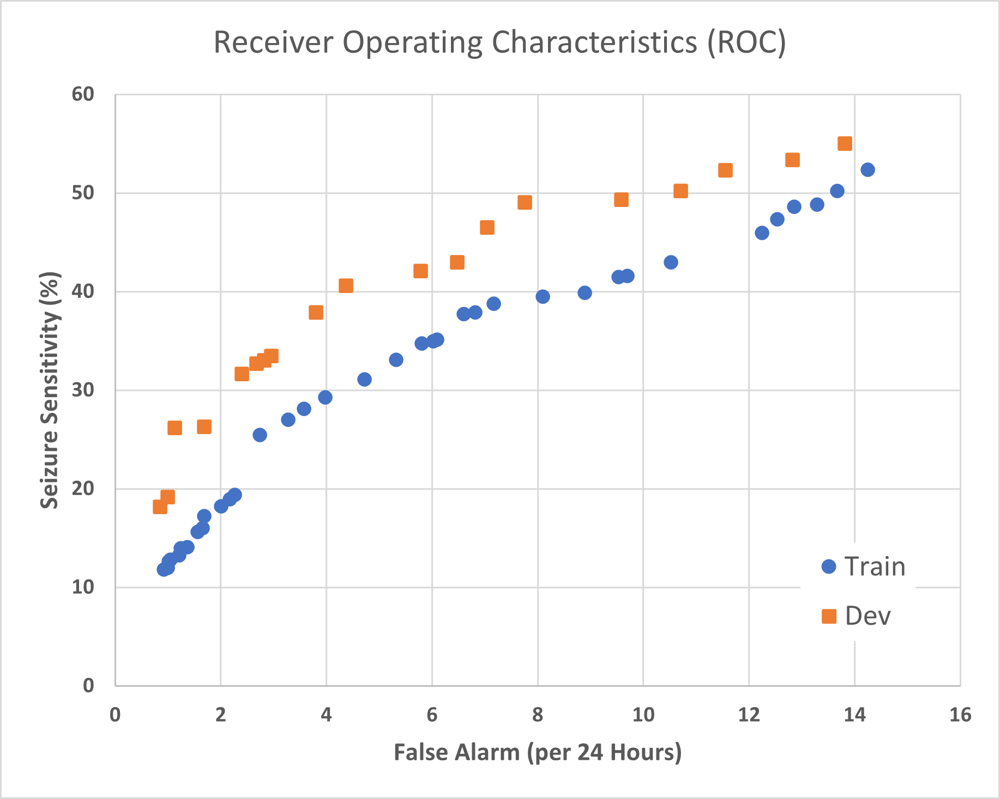 Receiver Operating Characteristics (ROC)
60
50
40
30
20
10
0
Seizure Sensitivity (%)
Train
Dev
0 2 4 6 8 10 12 14 16
False Alarm (per 24 Hours)